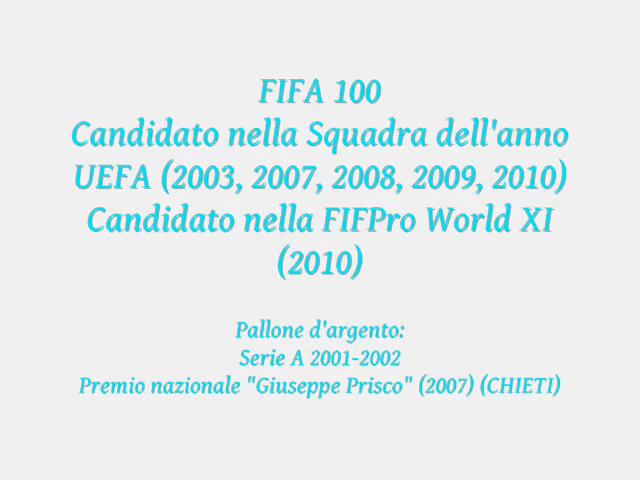 FIFA 100
Candidato nella Squadra dell'anno
UEFA (2003, 2007, 2008, 2009, 2010)
Candidato nella FIFPro World XI
(2010)
Pallone d'argento:
Serie A 2001-2002
Premio nazionale "Giuseppe Prisco" (2007) (CHIETI)